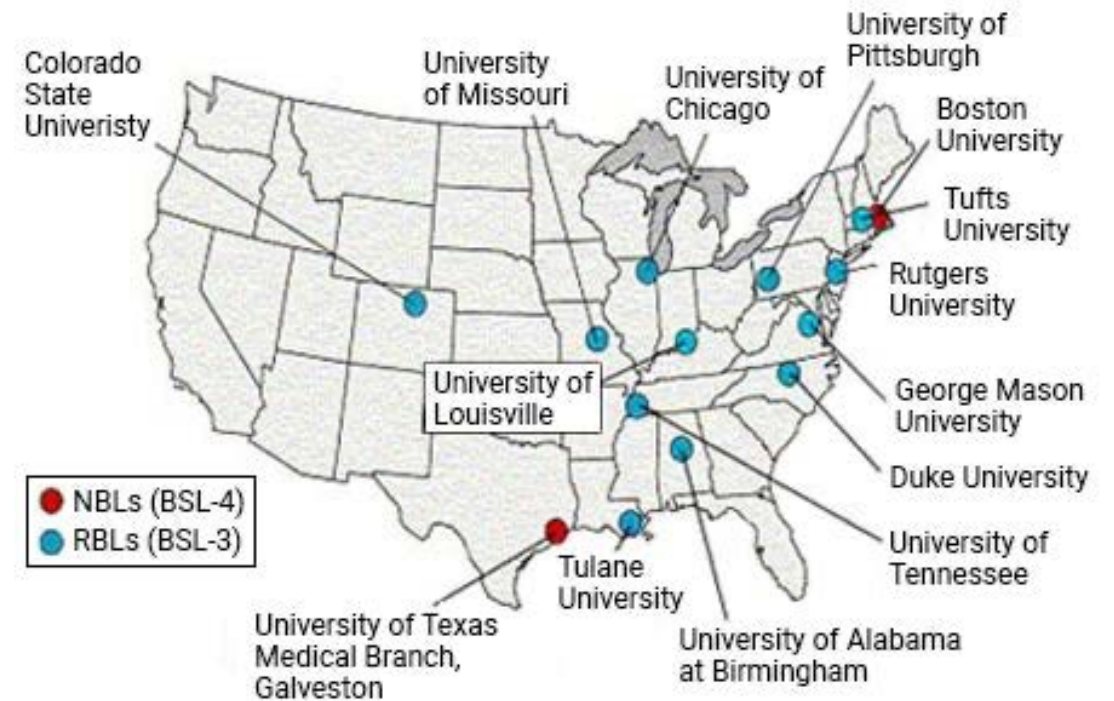 University of
Pittsburgh
Colorado
State
Univeristy
University
of Missouri
University of
Chicago
Boston
University
Tufts
University
Rutgers
University
University of
Louisville
George Mason
University
Duke University
NBLs (BSL-4)
RBLs (BSL-3)
University of
Tennessee
Tulane
University
University of Texas
Medical Branch,
Galveston
University of Alabama
at Birmingham